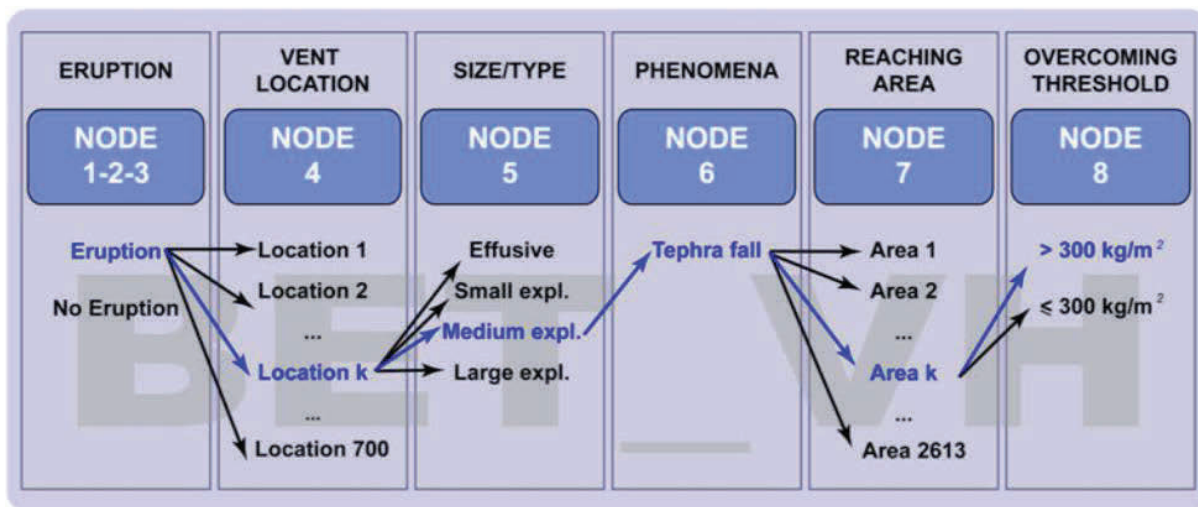 ERUPTION
NODE
1-2-3
Eruption
No Eruption
VENT
LOCATION
NODE
4
Location 1
Location 2
...
Location k
...
Location 700
SIZE/TYPE
NODE
5
Effusive
Small expl.
Medium expl.
Large expl.
PHENOMENA
NODE
6
Tephra fall
REACHING
AREA
NODE
7
Area 1
Area 2
...
Area k
...
Area 2613
OVERCOMING
THRESHOLD
NODE
8
> 300 kg/m²
⩽ 300 kg/m²
BET_VH